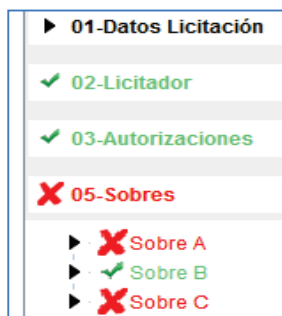 01-Datos Licitación
02-Licitador
03-Autorizaciones
05-Sobres
Sobre A
Sobre B
Sobre C